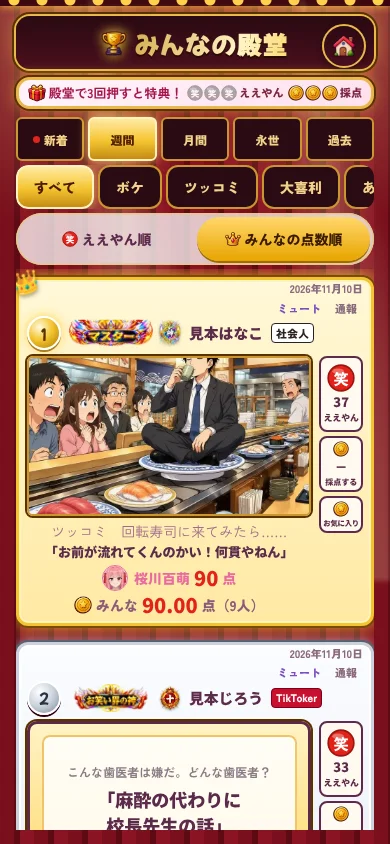 みんなの殿堂
殿堂で3回押すと特典！ 笑笑笑 ええやん 採点
新着 週間 月間 永世 過去
すべて ボケ ツッコミ 大喜利 あ
笑 ええやん順 みんなの点数順
2026年11月10日
ミュート 通報
1 マスター 神 見本はなこ 社会人
笑
37
ええやん
ー
採点する
お気に入り
ツッコミ 回転寿司に来てみたら……
「お前が流れてくんのかい！何貫やねん」
桜川百萌 90 点
みんな 90.00 点（9人）
2026年11月10日
ミュート 通報
2 お笑い界の神 見本じろう TikToker
笑
33
ええやん
こんな歯医者は嫌だ。どんな歯医者？
「麻酔の代わりに
校長先生の話」